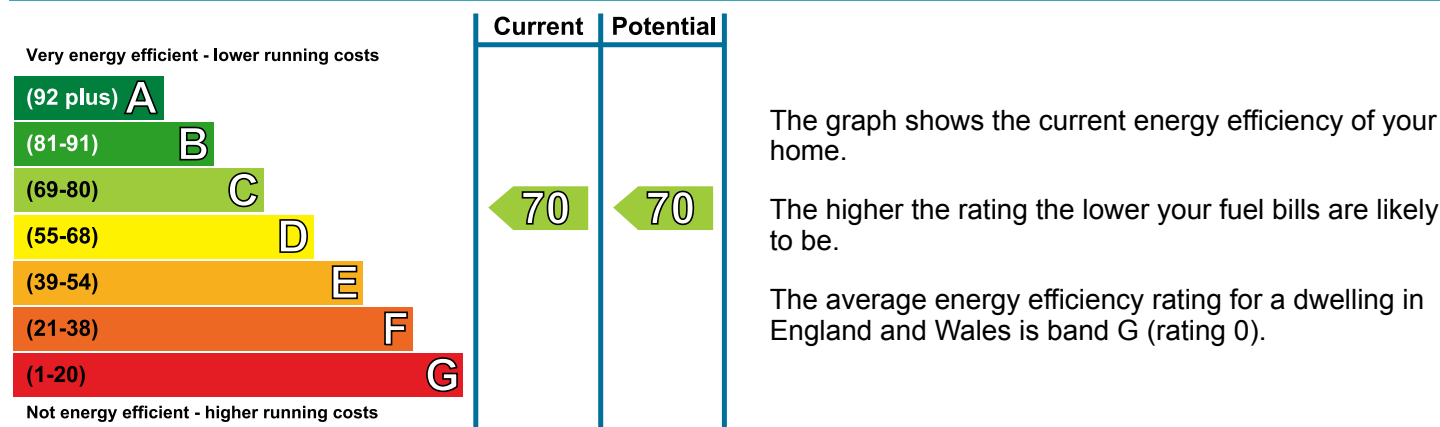 Current Potential
Very energy efficient - lower running costs
(92 plus) A
(81-91) B
(69-80) C
(55-68) D
(39-54) E
(21-38) F
(1-20) G
Not energy efficient - higher running costs
70 70
The graph shows the current energy efficiency of your
home.
The higher the rating the lower your fuel bills are likely
to be.
The average energy efficiency rating for a dwelling in
England and Wales is band G (rating 0).